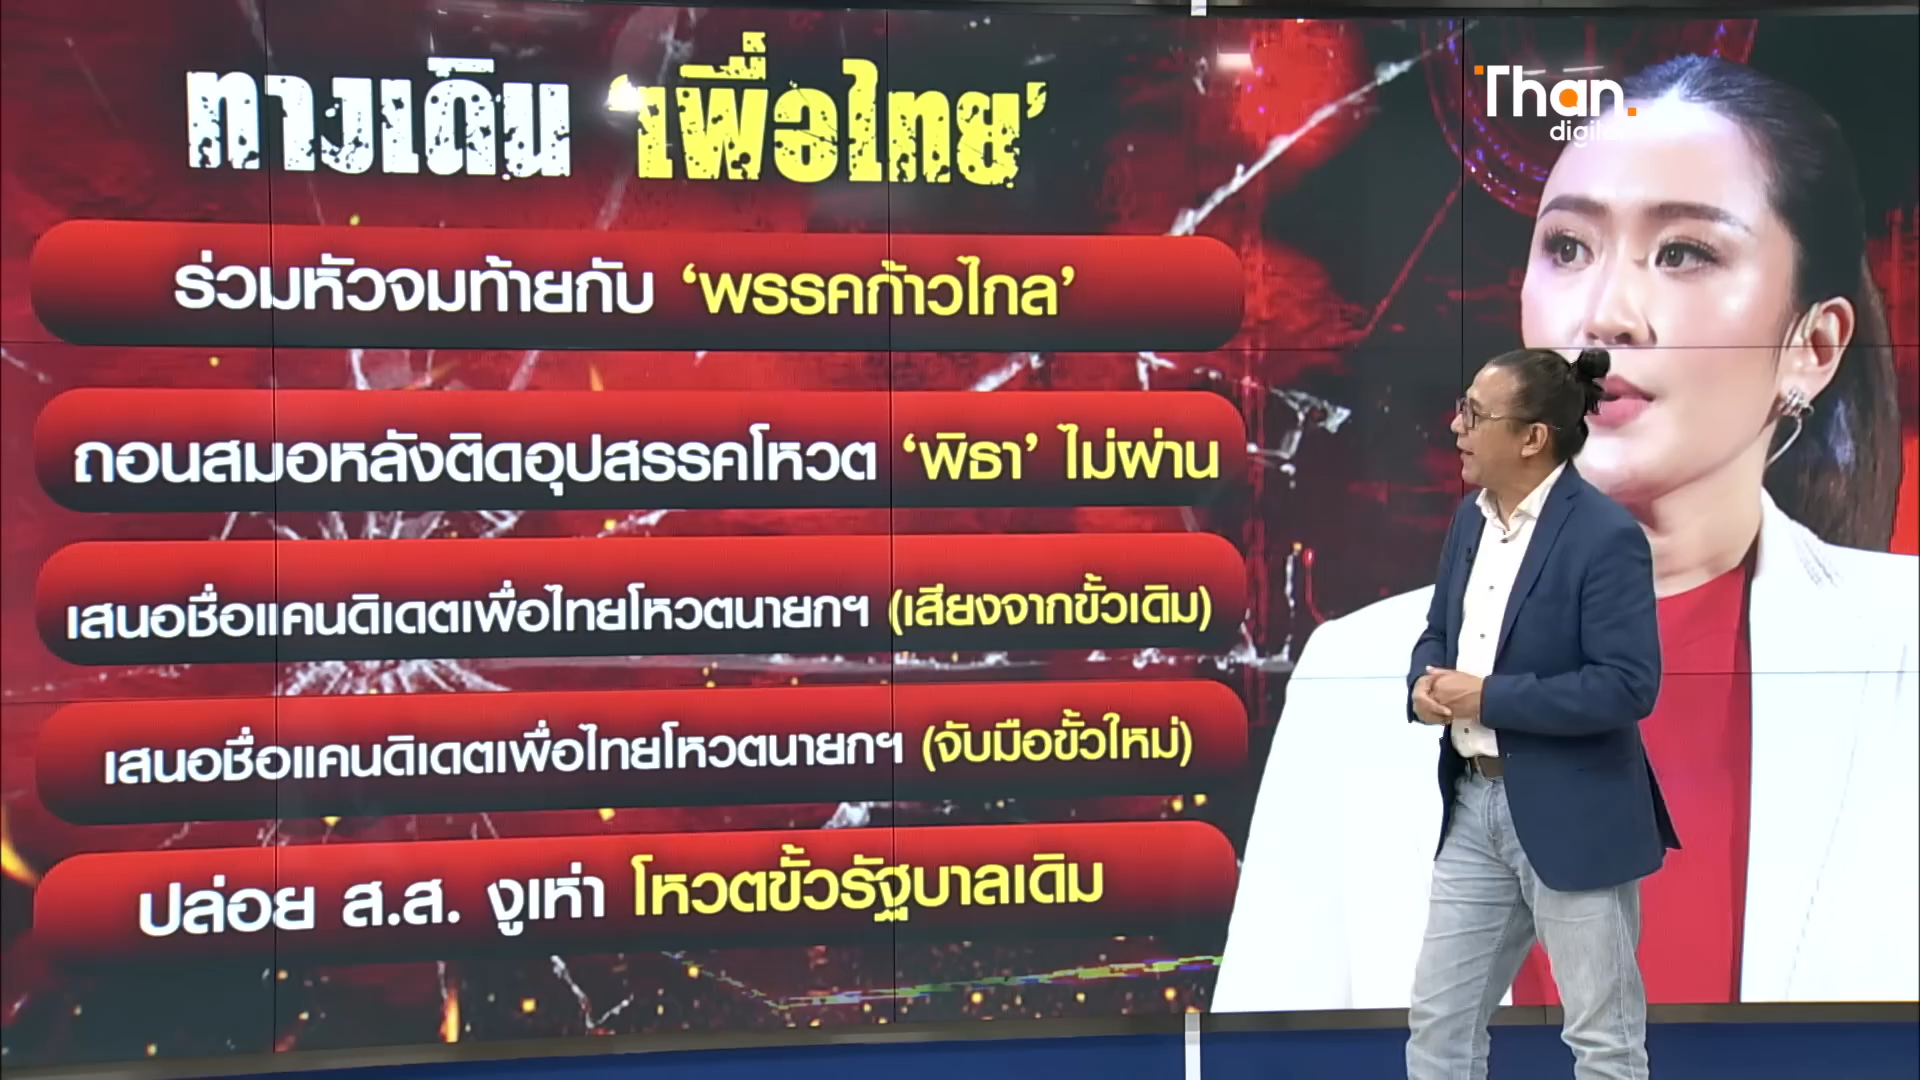 ทางเดิน ‘เพื่อไทย’
Than.
digital
ร่วมหัวจมท้ายกับ ‘พรรคก้าวไกล’
ถอนสมอหลังติดอุปสรรคโหวต ‘พิธา’ ไม่ผ่าน
เสนอชื่อแคนดิเดตเพื่อไทยโหวตนายกฯ (เสียงจากขั้วเดิม)
เสนอชื่อแคนดิเดตเพื่อไทยโหวตนายกฯ (จับมือขั้วใหม่)
ปล่อย ส.ส. งูเห่า โหวตขั้วรัฐบาลเดิม